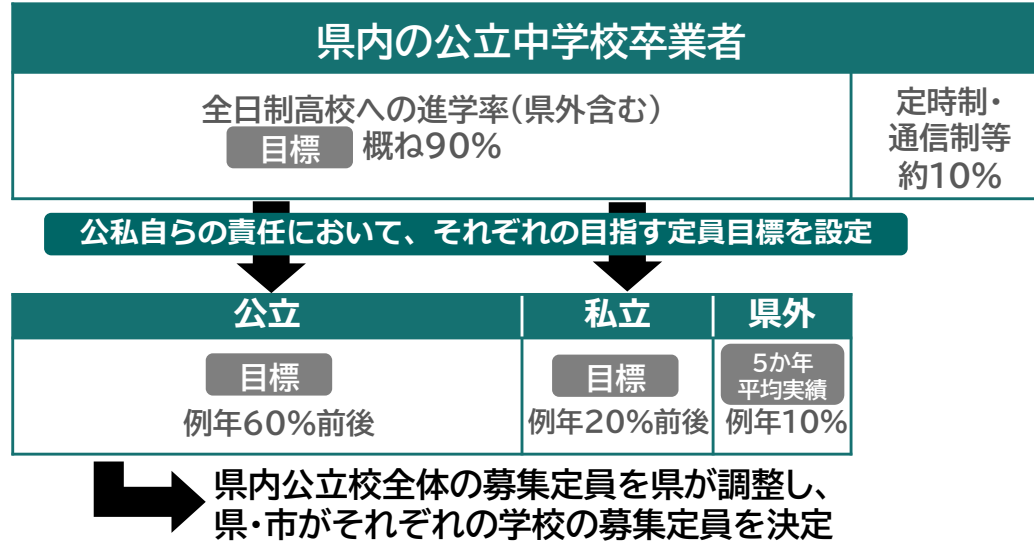 県内の公立中学校卒業者
全日制高校への進学率(県外含む)
目標 概ね90%
定時制・
通信制等
約10%
公私自らの責任において、それぞれの目指す定員目標を設定
公立
私立
県外
目標
例年60%前後
目標
例年20%前後
5か年
平均実績
例年10%
県内公立校全体の募集定員を県が調整し、
県・市がそれぞれの学校の募集定員を決定